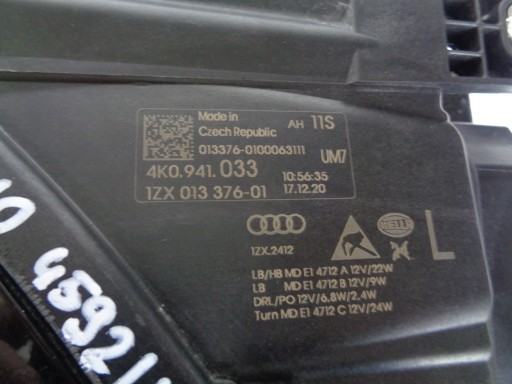 Made in
Czech Republic
AH 11S
013376-0100063111
UM7
4K0.941.033
10:56:35
1ZX 013 376-01
17.12.20
1ZX.2412
HELLA
L
LB/HB MD E1 4712 A 12V/22W
LB MD E1 4712 B 12V/9W
DRL/PO 12V/6,8W/2,4W
Turn MD E1 4712 C 12V/24W